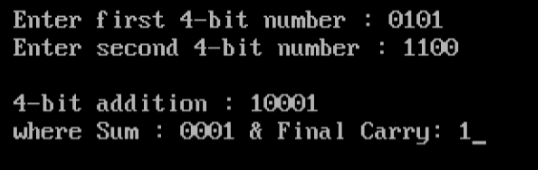 Enter first 4-bit number : 0101
Enter second 4-bit number : 1100
4-bit addition : 10001
where Sum : 0001 & Final Carry: 1_